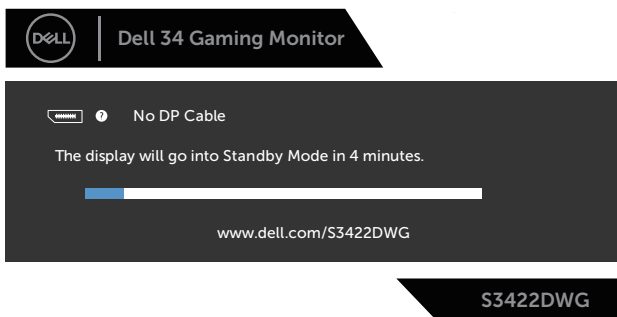 DELL
Dell 34 Gaming Monitor
? No DP Cable
The display will go into Standby Mode in 4 minutes.
www.dell.com/S3422DWG
S3422DWG